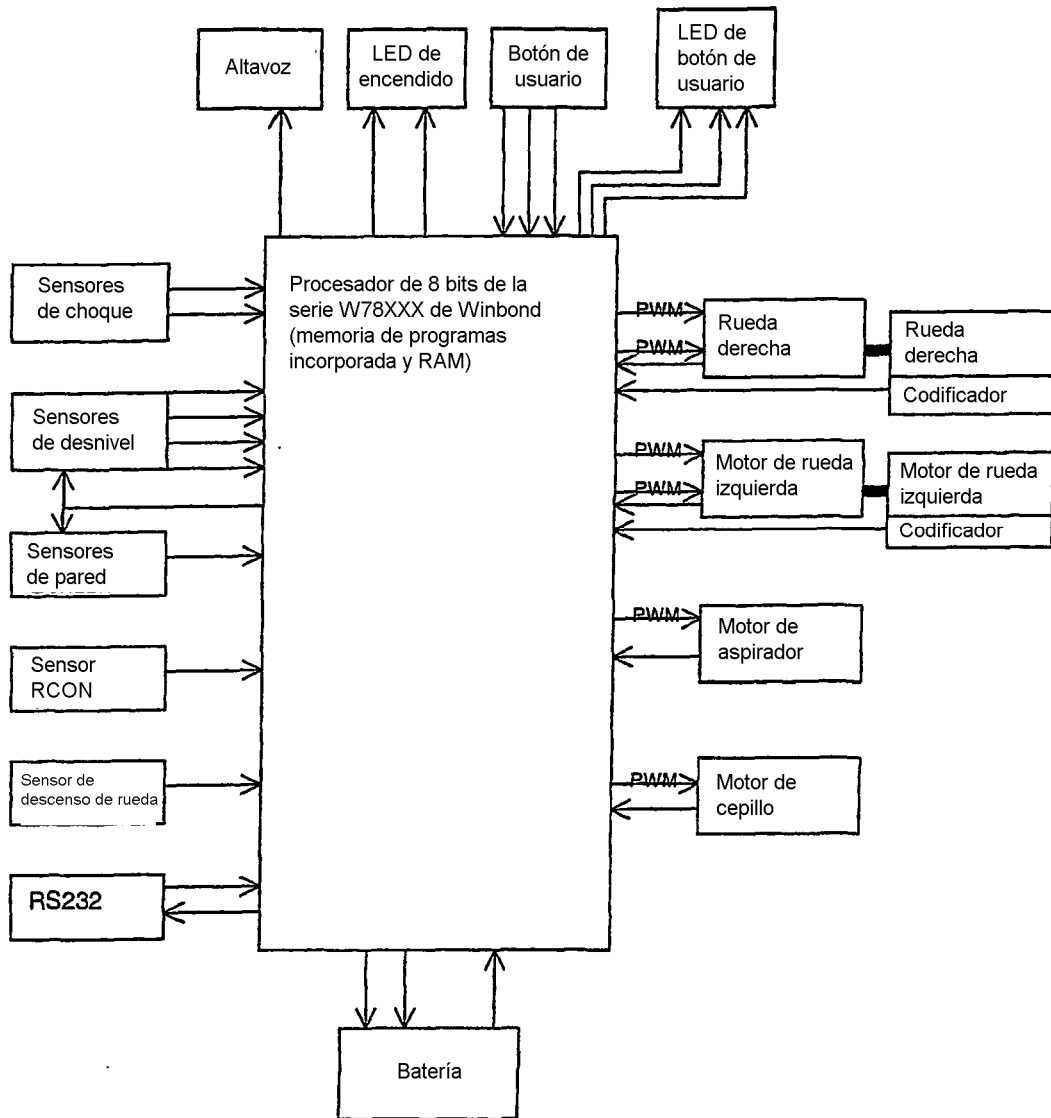 Altavoz
LED de
encendido
Botón de
usuario
LED de
botón de
usuario
Sensores
de choque
Procesador de 8 bits de la
serie W78XXX de Winbond
(memoria de programas
incorporada y RAM)
PWM
PWM
Rueda
derecha
Rueda
derecha
Codificador
Sensores
de desnivel
PWM
PWM
Motor de rueda
izquierda
Motor de rueda
izquierda
Codificador
Sensores
de pared
PWM
Motor de
aspirador
Sensor
RCON
Sensor de
descenso de rueda
PWM
Motor de
cepillo
RS232
Batería